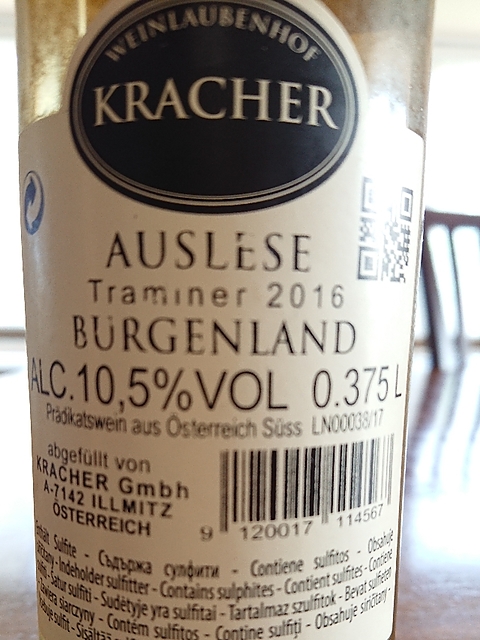 WEINLAUBENHOF
KRACHER
AUSLESE
Traminer 2016
BURGENLAND
ALC.10,5%VOL 0.375 L
Prädikatswein aus Österreich Süss LN00038/17
abgefüllt von
KRACHER Gmbh
A-7142 ILLMITZ
ÖSTERREICH
9 120017 114567
Sulfite - Съдържа сулфити - Contiene sulfitos - Obsahuje
siřičitany - Indeholder sulfitter - Contains sulphites - Contient sulfites - Contiene
- Satur sulfīti - Sudėtyje yra sulfitai - Tartalmaz szulfitok - Bevat sulfieten
siarczyny - Contém sulfitos - Conține sulfiți - Obsahuje siričitany -